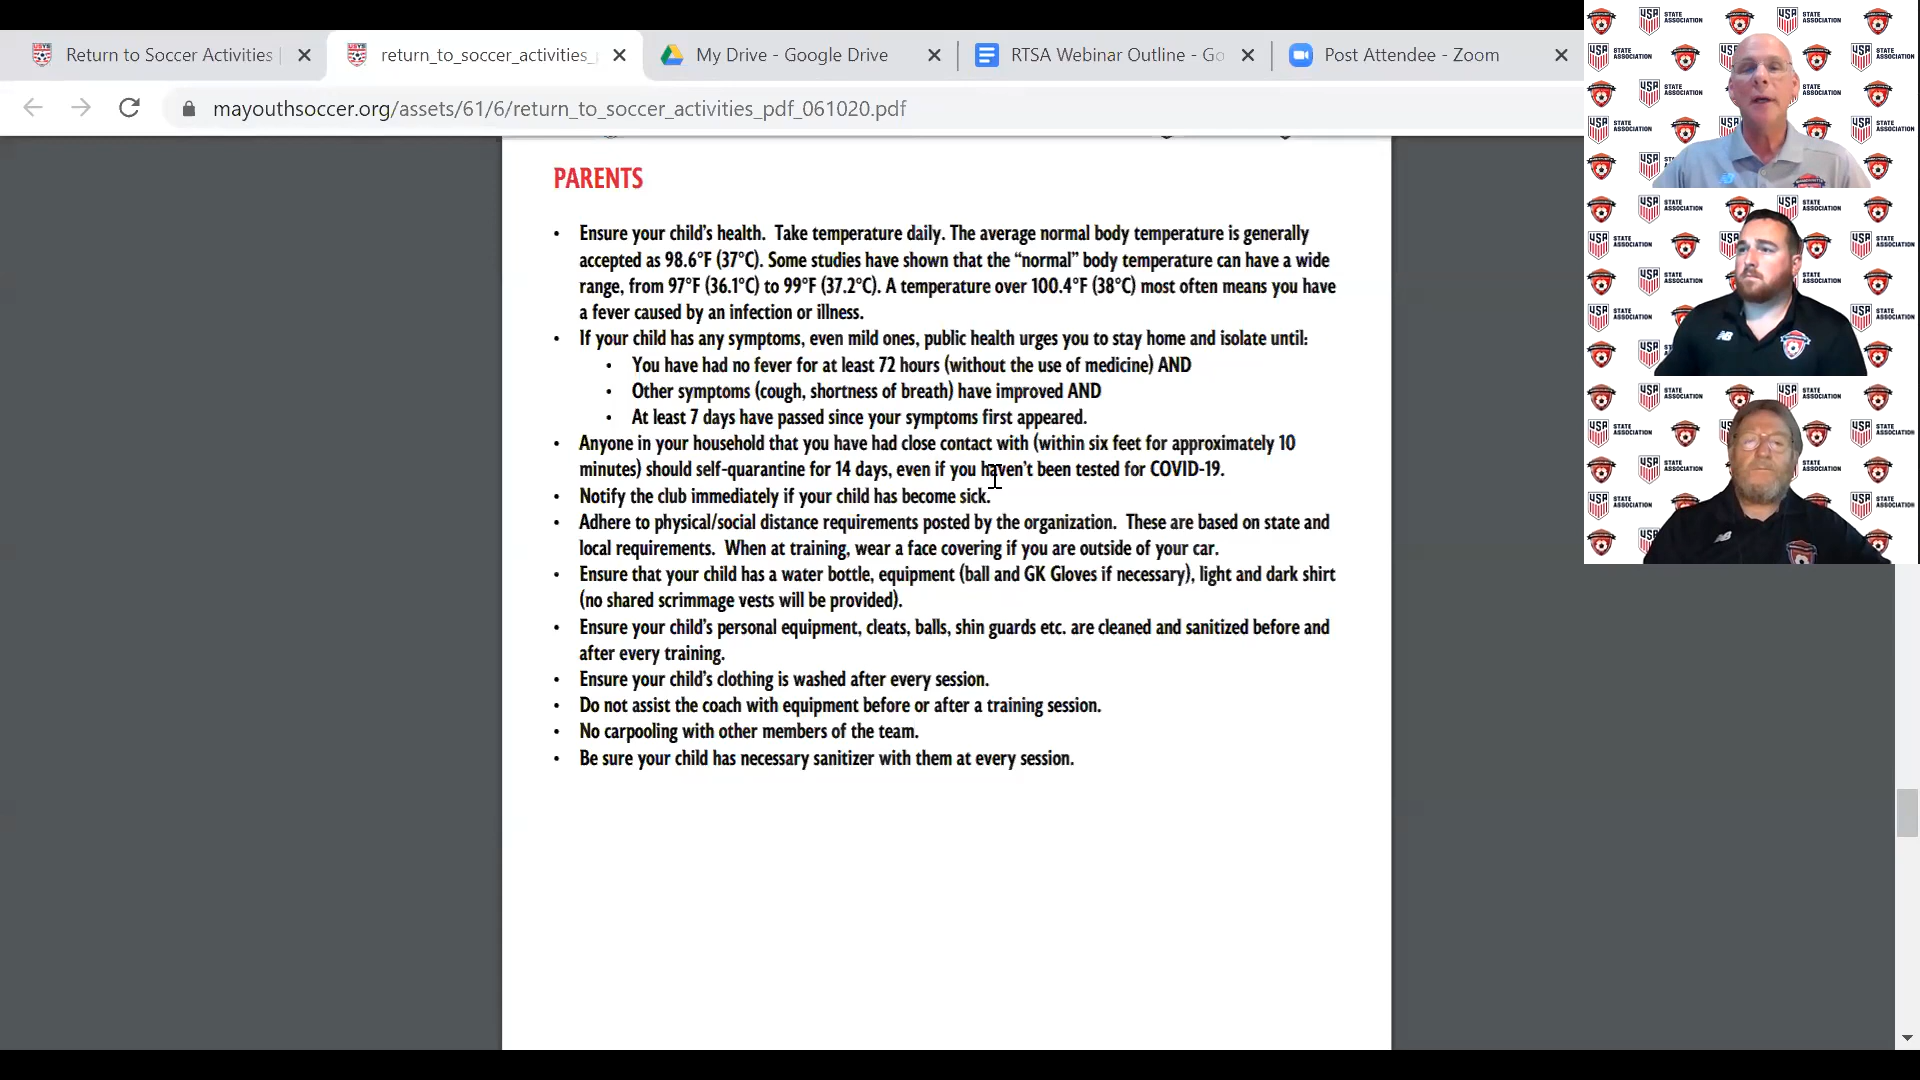 Return to Soccer Activities
return_to_soccer_activities_
My Drive - Google Drive
RTSA Webinar Outline - Go
Post Attendee - Zoom
mayouthsoccer.org/assets/61/6/return_to_soccer_activities_pdf_061020.pdf
PARENTS
• Ensure your child's health.  Take temperature daily. The average normal body temperature is generally
accepted as 98.6°F (37°C). Some studies have shown that the “normal” body temperature can have a wide
range, from 97°F (36.1°C) to 99°F (37.2°C). A temperature over 100.4°F (38°C) most often means you have
a fever caused by an infection or illness.
• If your child has any symptoms, even mild ones, public health urges you to stay home and isolate until:
• You have had no fever for at least 72 hours (without the use of medicine) AND
• Other symptoms (cough, shortness of breath) have improved AND
• At least 7 days have passed since your symptoms first appeared.
• Anyone in your household that you have had close contact with (within six feet for approximately 10
minutes) should self-quarantine for 14 days, even if you haven't been tested for COVID-19.
• Notify the club immediately if your child has become sick.
• Adhere to physical/social distance requirements posted by the organization.  These are based on state and
local requirements.  When at training, wear a face covering if you are outside of your car.
• Ensure that your child has a water bottle, equipment (ball and GK Gloves if necessary), light and dark shirt
(no shared scrimmage vests will be provided).
• Ensure your child's personal equipment, cleats, balls, shin guards etc. are cleaned and sanitized before and
after every training.
• Ensure your child's clothing is washed after every session.
• Do not assist the coach with equipment before or after a training session.
• No carpooling with other members of the team.
• Be sure your child has necessary sanitizer with them at every session.
USA STATE ASSOCIATION